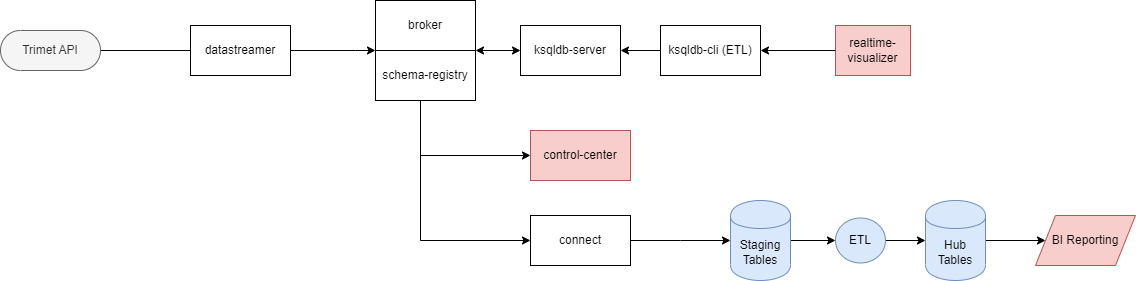 Trimet API
datastreamer
broker
schema-registry
ksqldb-server
ksqldb-cli (ETL)
realtime-
visualizer
control-center
connect
Staging
Tables
ETL
Hub
Tables
BI Reporting